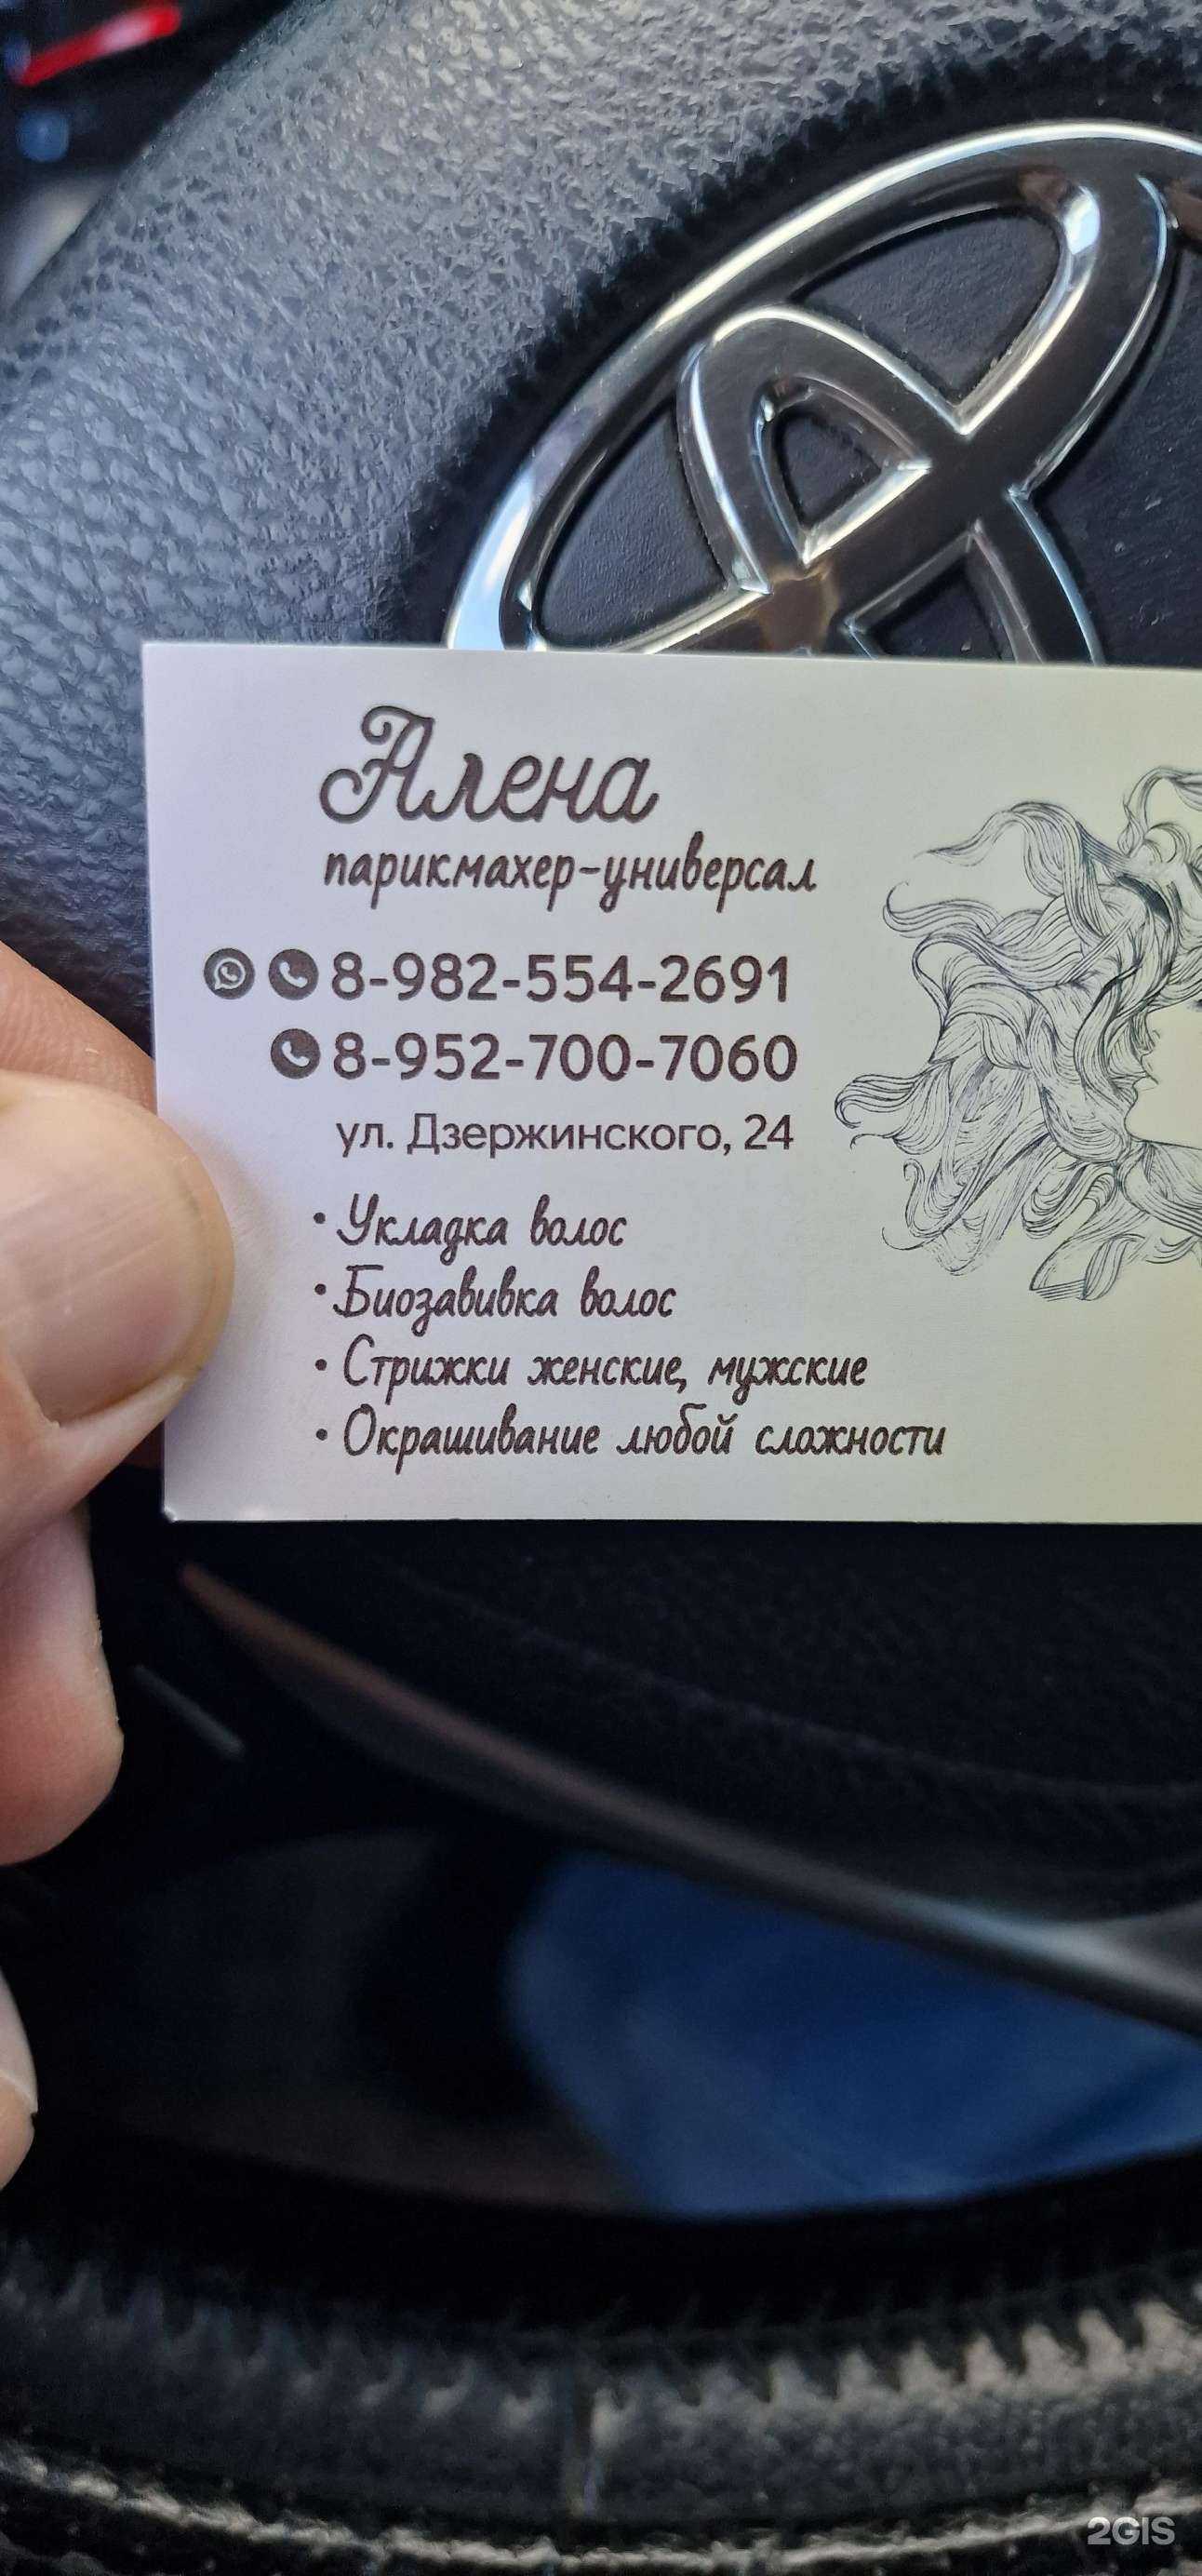 Алена
парикмахер-универсал
8-982-554-2691
8-952-700-7060
ул. Дзержинского, 24
• Укладка волос
• Биозавивка волос
• Стрижки женские, мужские
• Окрашивание любой сложности
2GIS